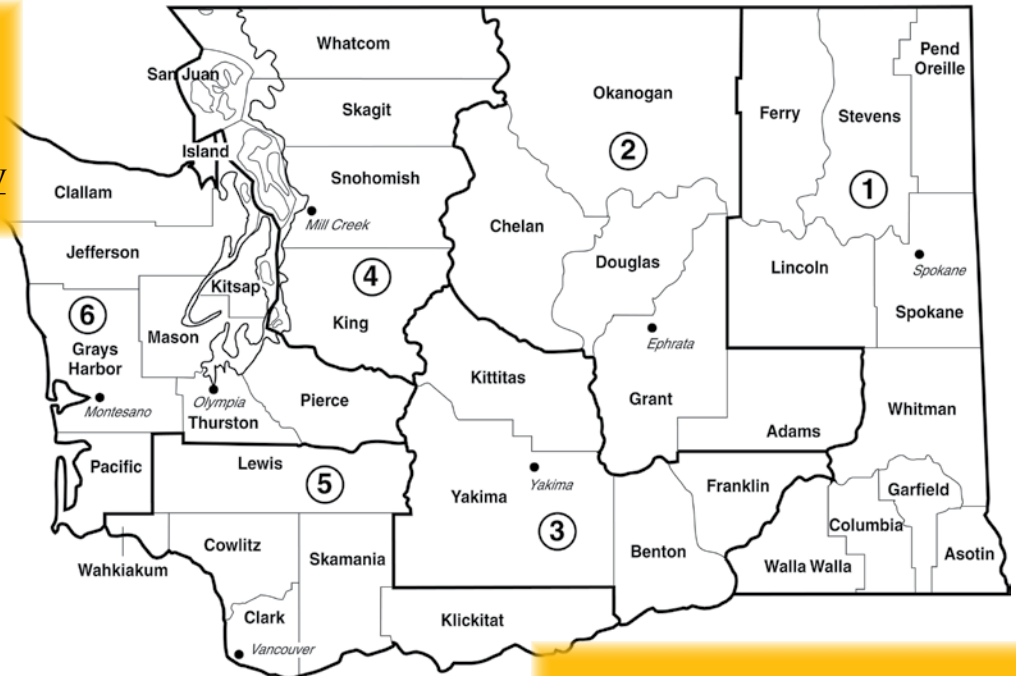 Whatcom
San Juan
Skagit
Island
Snohomish
Mill Creek
Clallam
Jefferson
Kitsap
4
King
6
Grays
Harbor
Mason
Montesano
Olympia
Thurston
Pierce
Pacific
Lewis
5
Wahkiakum
Cowlitz
Skamania
Clark
Vancouver
Okanogan
2
Chelan
Douglas
Ephrata
Grant
Kittitas
Yakima
Yakima
3
Klickitat
Benton
Franklin
Adams
Ferry
Stevens
Pend
Oreille
1
Lincoln
Spokane
Spokane
Whitman
Garfield
Columbia
Walla Walla
Asotin